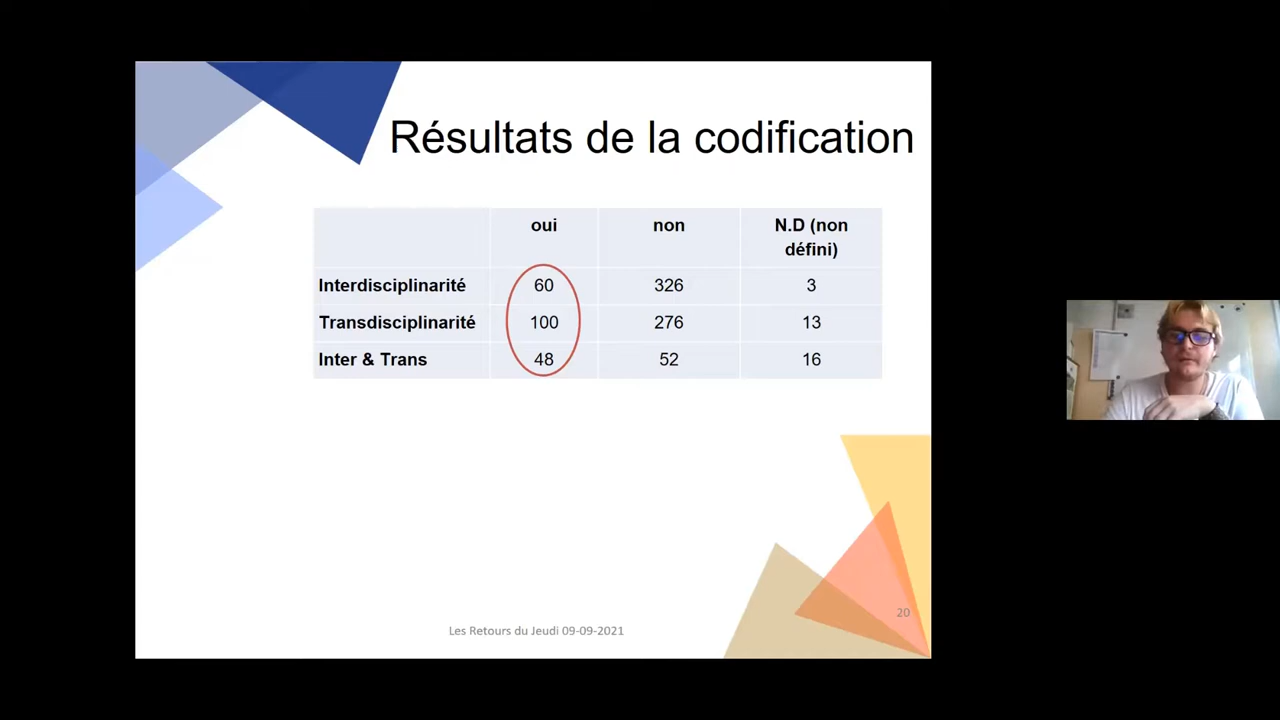 Résultats de la codification
oui non N.D (non
défini)
Interdisciplinarité 60 326 3
Transdisciplinarité 100 276 13
Inter & Trans 48 52 16
20
Les Retours du Jeudi 09-09-2021